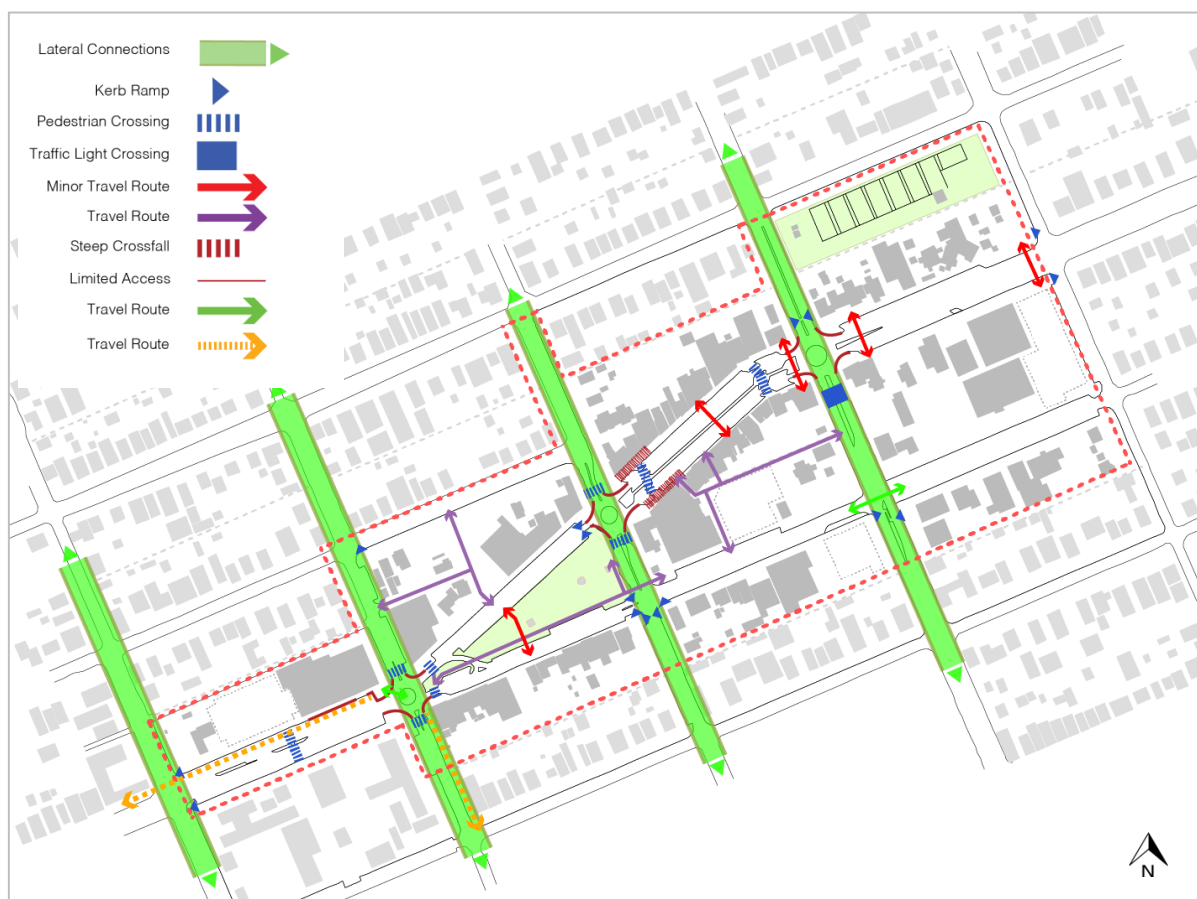 Lateral Connections
Kerb Ramp
Pedestrian Crossing
Traffic Light Crossing
Minor Travel Route
Travel Route
Steep Crossfall
Limited Access
Travel Route
Travel Route
N